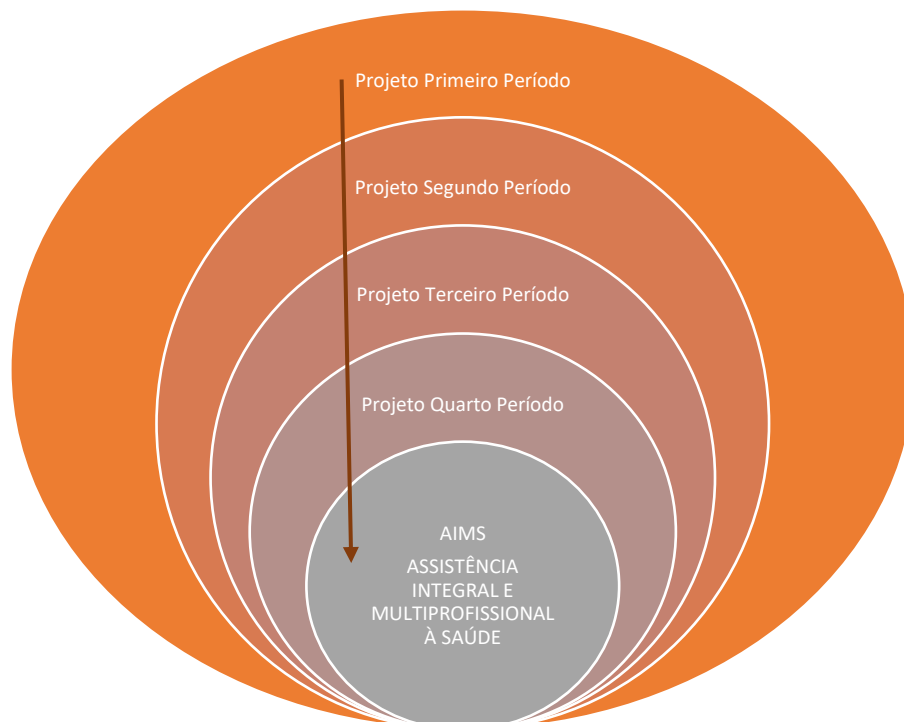 Projeto Primeiro Período
Projeto Segundo Período
Projeto Terceiro Período
Projeto Quarto Período
AIMS
ASSISTÊNCIA
INTEGRAL E
MULTIPROFISSIONAL
À SAÚDE